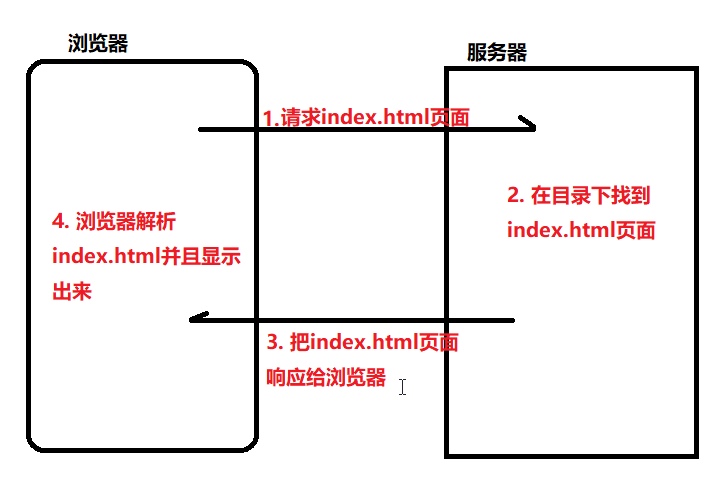 浏览器
服务器
1.请求index.html页面
2. 在目录下找到
index.html页面
3. 把index.html页面
响应给浏览器
4. 浏览器解析
index.html并且显示
出来